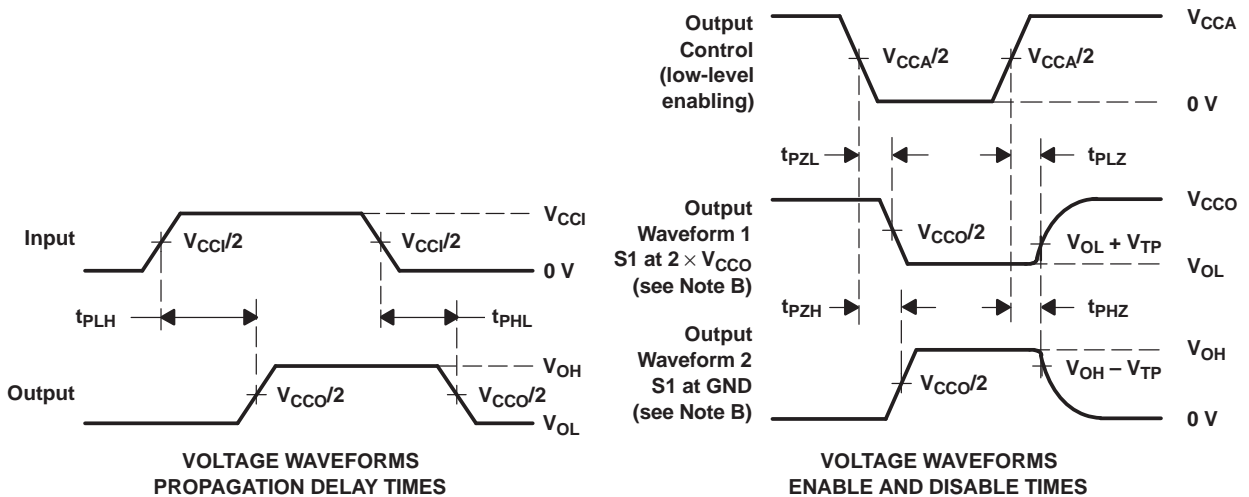 Input
V_CCI/2
V_CCI/2
V_CCI
0 V
t_PLH
t_PHL
Output
V_CCO/2
V_CCO/2
V_OH
V_OL
VOLTAGE WAVEFORMS
PROPAGATION DELAY TIMES
Output
Control
(low-level
enabling)
V_CCA/2
V_CCA/2
V_CCA
0 V
t_PZL
t_PLZ
Output
Waveform 1
S1 at 2 × V_CCO
(see Note B)
V_CCO/2
V_OL + V_TP
V_CCO
V_OL
t_PZH
t_PHZ
Output
Waveform 2
S1 at GND
(see Note B)
V_CCO/2
V_OH − V_TP
V_OH
0 V
VOLTAGE WAVEFORMS
ENABLE AND DISABLE TIMES